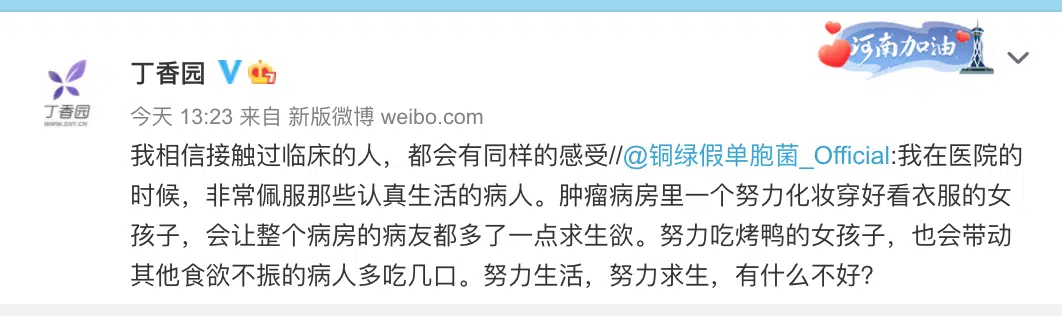 河南加油
丁香园
丁香园
WWW.DXY.CN
今天 13:23 来自 新版微博 weibo.com
我相信接触过临床的人，都会有同样的感受//@铜绿假单胞菌_Official:我在医院的
时候，非常佩服那些认真生活的病人。肿瘤病房里一个努力化妆穿好看衣服的女
孩子，会让整个病房的病友都多了一点求生欲。努力吃烤鸭的女孩子，也会带动
其他食欲不振的病人多吃几口。努力生活，努力求生，有什么不好？